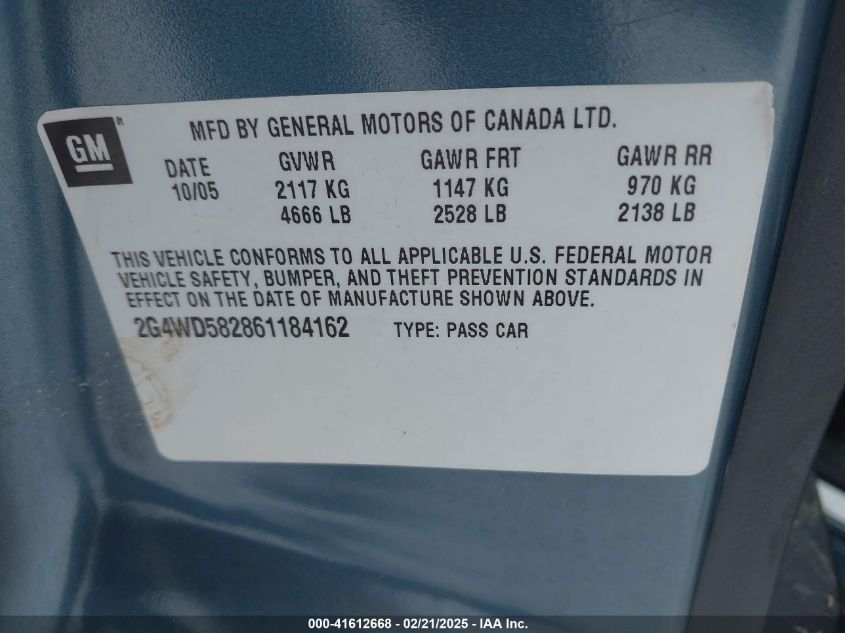 GM®
MFD BY GENERAL MOTORS OF CANADA LTD.
DATE GVWR GAWR FRT GAWR RR
10/05 2117 KG 1147 KG 970 KG
4666 LB 2528 LB 2138 LB
THIS VEHICLE CONFORMS TO ALL APPLICABLE U.S. FEDERAL MOTOR
VEHICLE SAFETY, BUMPER, AND THEFT PREVENTION STANDARDS IN
EFFECT ON THE DATE OF MANUFACTURE SHOWN ABOVE.
2G4WD582861184162 TYPE: PASS CAR
000-41612668 - 02/21/2025 - IAA Inc.